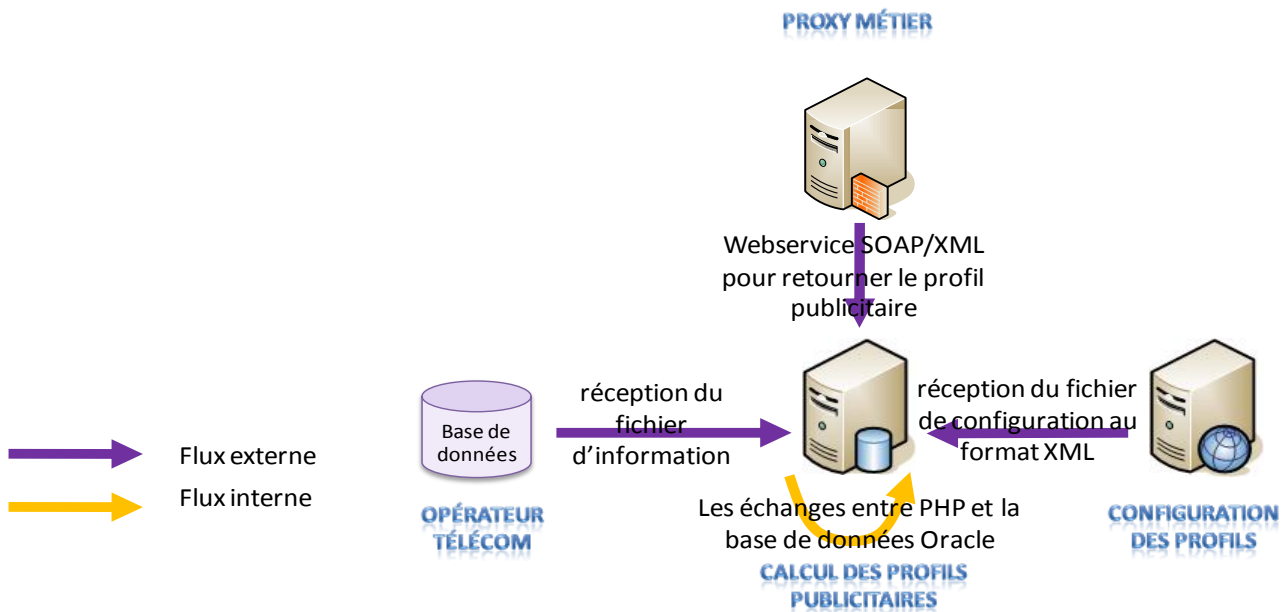 PROXY MÉTIER
Webservice SOAP/XML
pour retourner le profil
publicitaire
réception du
fichier
d'information
réception du fichier
de configuration au
format XML
Base de
données
Flux externe
Flux interne
OPÉRATEUR
TÉLÉCOM
Les échanges entre PHP et la
base de données Oracle
CALCUL DES PROFILS
PUBLICITAIRES
CONFIGURATION
DES PROFILS